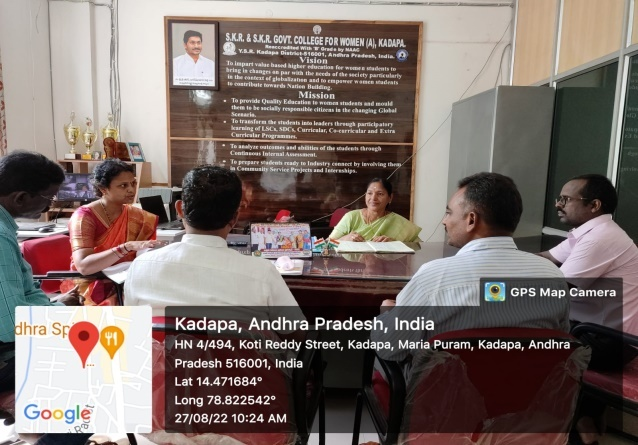 S.K.R. & S.K.R. GOVT. COLLEGE FOR WOMEN (A), KADAPA.
Reaccredited With 'B' Grade by NAAC
Y.S.R. Kadapa District-516001, Andhra Pradesh, India.
Vision
To impart value based higher education for women students to
bring in changes on par with the needs of the society particularly
in the context of globalization and to empower women students
to contribute towards Nation Building.
Mission
To provide Quality Education to women students and mould
them to be socially responsible citizens in the changing Global
Scenario.
To transform the students into leaders through participatory
learning of LSCs, SDCs, Curricular, Co-curricular and Extra
Curricular Programmes.
To analyze outcomes and abilities of the students through
Continuous Internal Assessment.
To prepare students ready to Industry connect by involving them
in Community Service Projects and Internships.
GPS Map Camera
dhra Sp
Google
Kadapa, Andhra Pradesh, India
HN 4/494, Koti Reddy Street, Kadapa, Maria Puram, Kadapa, Andhra
Pradesh 516001, India
Lat 14.471684°
Long 78.822542°
27/08/22 10:24 AM